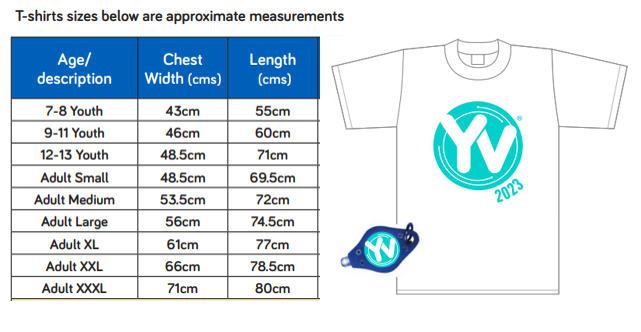 T-shirts sizes below are approximate measurements
Age/ Chest Length
description Width (cms) (cms)
7-8 Youth 43cm 55cm
9-11 Youth 46cm 60cm
12-13 Youth 48.5cm 71cm
Adult Small 48.5cm 69.5cm
Adult Medium 53.5cm 72cm
Adult Large 56cm 74.5cm
Adult XL 61cm 77cm
Adult XXL 66cm 78.5cm
Adult XXXL 71cm 80cm
YV®
2023
YV